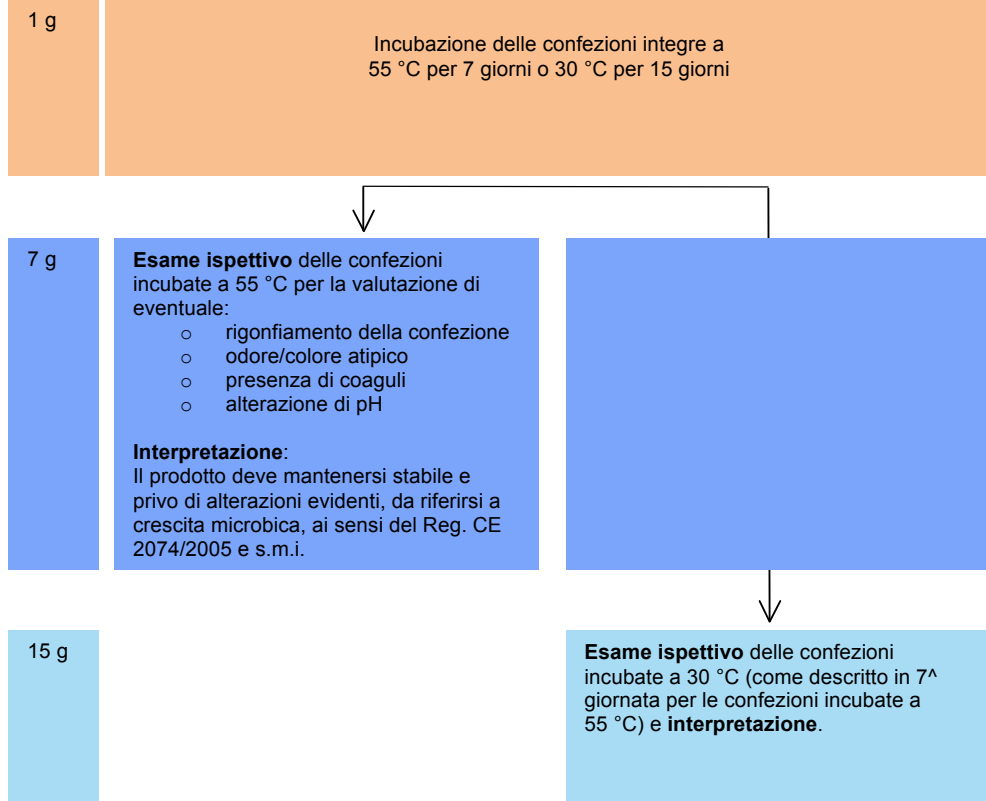 1 g
Incubazione delle confezioni integre a
55 °C per 7 giorni o 30 °C per 15 giorni
7 g
Esame ispettivo delle confezioni
incubate a 55 °C per la valutazione di
eventuale:
o rigonfiamento della confezione
o odore/colore atipico
o presenza di coaguli
o alterazione di pH
Interpretazione:
Il prodotto deve mantenersi stabile e
privo di alterazioni evidenti, da riferirsi a
crescita microbica, ai sensi del Reg. CE
2074/2005 e s.m.i.
15 g
Esame ispettivo delle confezioni
incubate a 30 °C (come descritto in 7^
giornata per le confezioni incubate a
55 °C) e interpretazione.